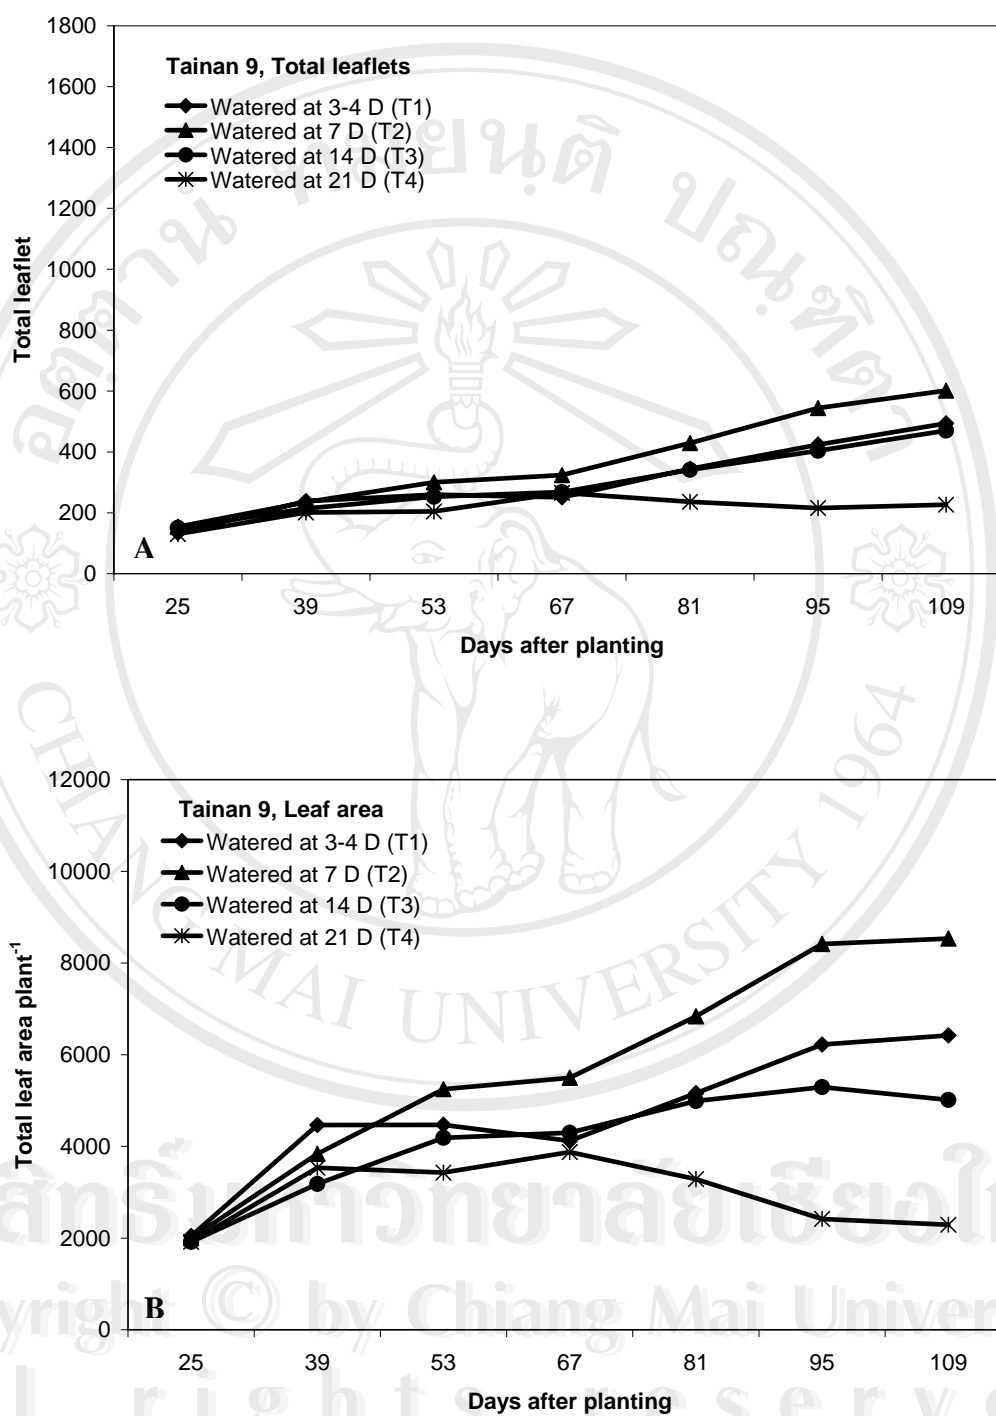 1800
1600
1400
1200
1000
800
600
400
200
0
Total leaflet
Tainan 9, Total leaflets
Watered at 3-4 D (T1)
Watered at 7 D (T2)
Watered at 14 D (T3)
Watered at 21 D (T4)
A
25 39 53 67 81 95 109
Days after planting
12000
10000
8000
6000
4000
2000
0
Total leaf area plant-1
Tainan 9, Leaf area
Watered at 3-4 D (T1)
Watered at 7 D (T2)
Watered at 14 D (T3)
Watered at 21 D (T4)
B
25 39 53 67 81 95 109
Days after planting
CHIANG MAI UNIVERSITY 1964
© by Chiang Mai